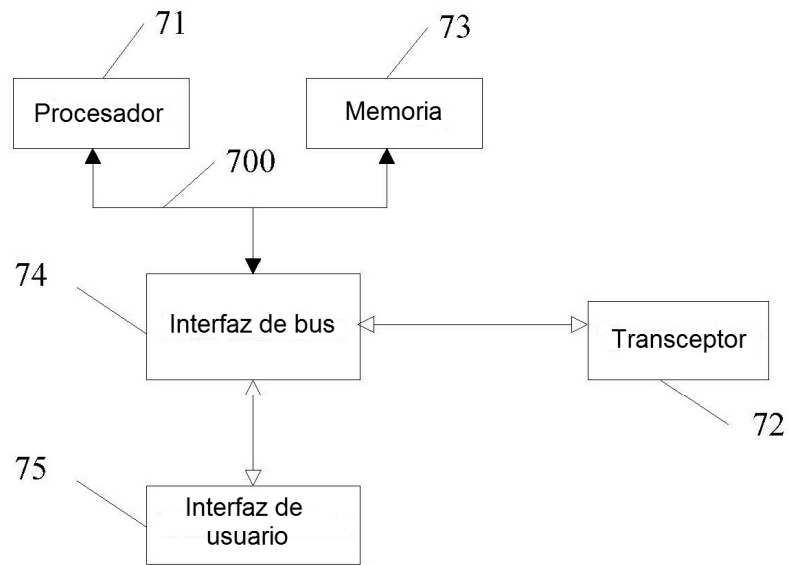 71
73
Procesador
Memoria
700
74
Interfaz de bus
Transceptor
72
75
Interfaz de
usuario